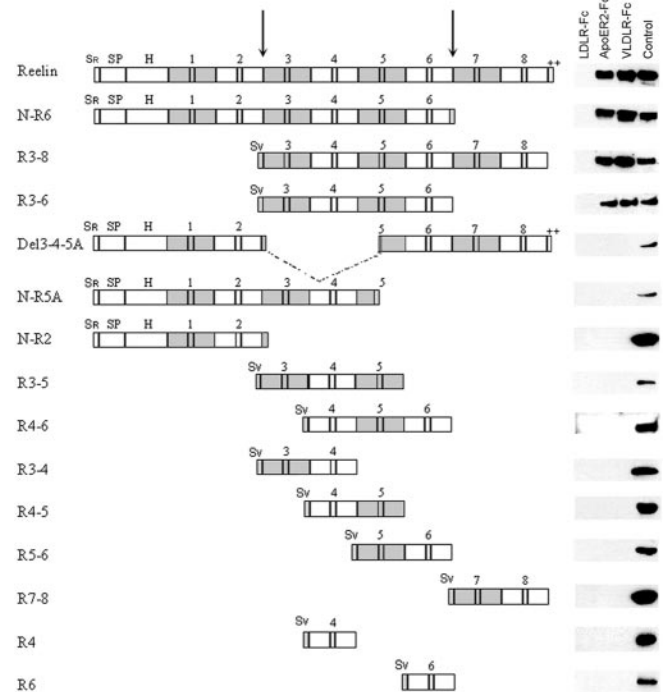 LDLR-Fc
ApoER2-Fc
VLDLR-Fc
Control
SR SP H 1 2 3 4 5 6 7 8 ++
Reelin
SR SP H 1 2 3 4 5 6
N-R6
Sv 3 4 5 6 7 8
R3-8
Sv 3 4 5 6
R3-6
SR SP H 1 2 5 6 7 8 ++
Del3-4-5A
SR SP H 1 2 3 4 5
N-R5A
SR SP H 1 2
N-R2
Sv 3 4 5
R3-5
Sv 4 5 6
R4-6
Sv 3 4
R3-4
Sv 4 5
R4-5
Sv 5 6
R5-6
Sv 7 8
R7-8
Sv 4
R4
Sv 6
R6